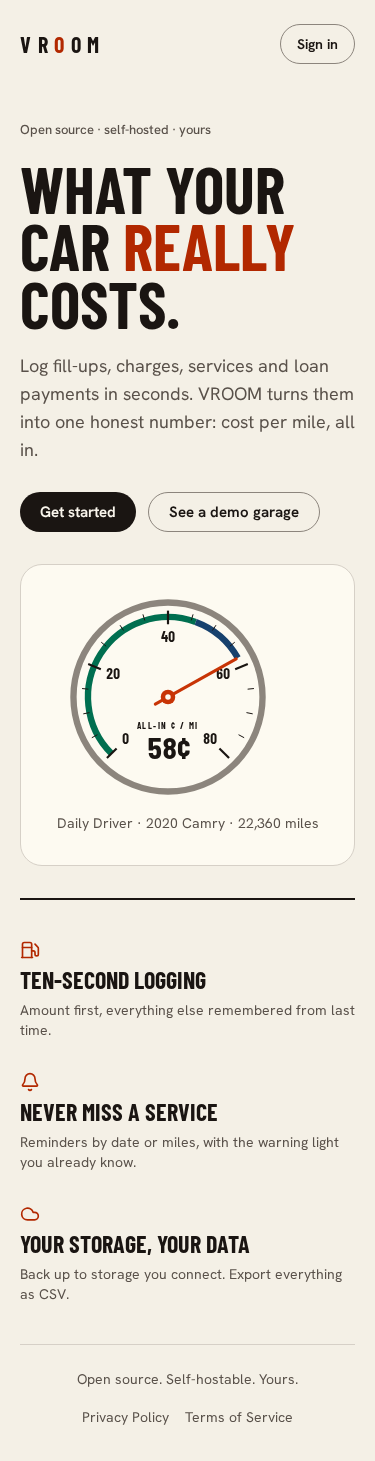 VROOM
Sign in
Open source · self-hosted · yours
WHAT YOUR
CAR REALLY
COSTS.
Log fill-ups, charges, services and loan
payments in seconds. VROOM turns them
into one honest number: cost per mile, all
in.
Get started
See a demo garage
40
20
60
ALL-IN ¢ / MI
0
58¢
80
Daily Driver · 2020 Camry · 22,360 miles
TEN-SECOND LOGGING
Amount first, everything else remembered from last
time.
NEVER MISS A SERVICE
Reminders by date or miles, with the warning light
you already know.
YOUR STORAGE, YOUR DATA
Back up to storage you connect. Export everything
as CSV.
Open source. Self-hostable. Yours.
Privacy Policy
Terms of Service